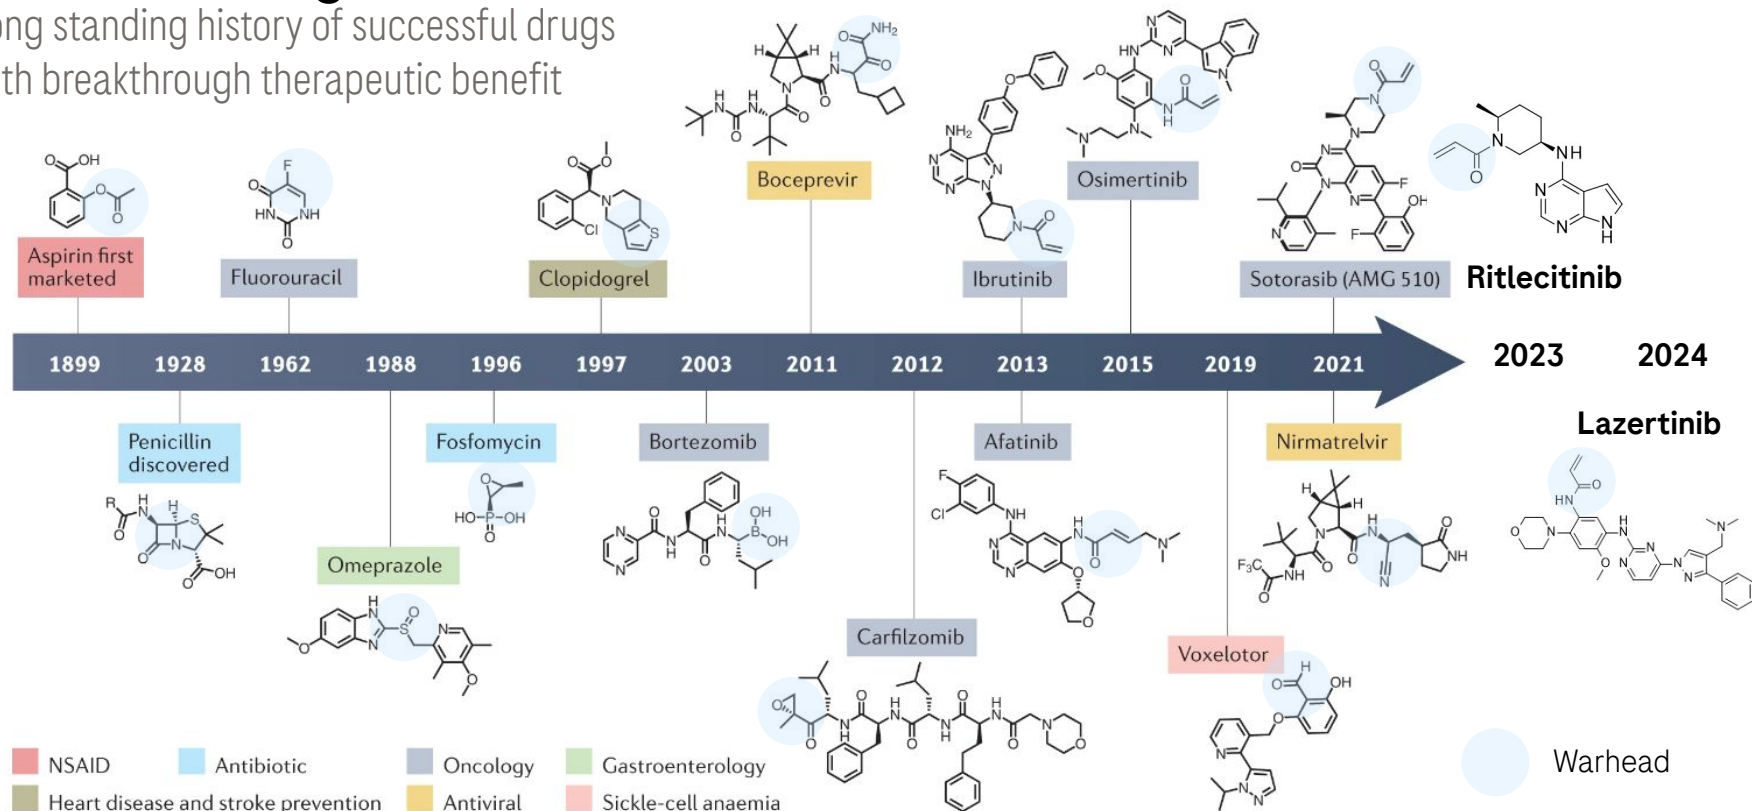 ong standing history of successful drugs
th breakthrough therapeutic benefit
Aspirin first
marketed
Fluorouracil
Clopidogrel
Boceprevir
Ibrutinib
Osimertinib
Sotorasib (AMG 510)
Ritlecitinib
1899
1928
1962
1988
1996
1997
2003
2011
2012
2013
2015
2019
2021
2023
2024
Penicillin
discovered
Omeprazole
Fosfomycin
Bortezomib
Carfilzomib
Afatinib
Voxelotor
Nirmatrelvir
Lazertinib
NSAID
Antibiotic
Oncology
Gastroenterology
Heart disease and stroke prevention
Antiviral
Sickle-cell anaemia
Warhead